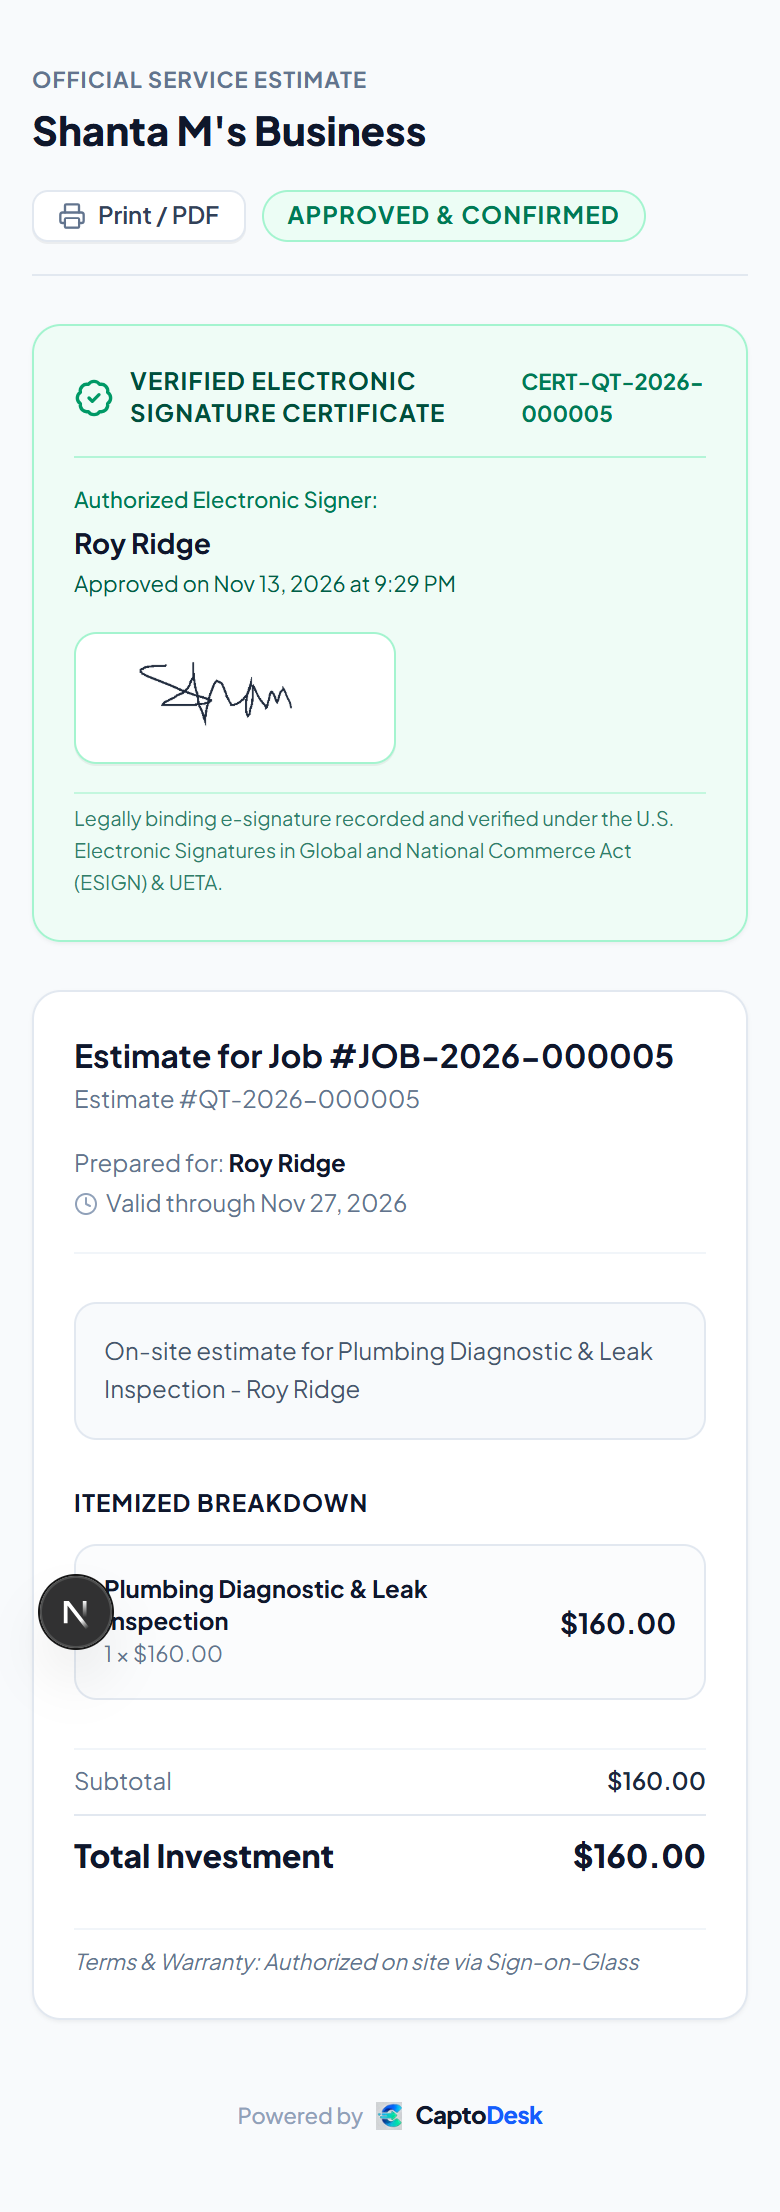 OFFICIAL SERVICE ESTIMATE
Shanta M's Business
Print / PDF
APPROVED & CONFIRMED
VERIFIED ELECTRONIC
SIGNATURE CERTIFICATE
CERT-QT-2026-
000005
Authorized Electronic Signer:
Roy Ridge
Approved on Nov 13, 2026 at 9:29 PM
Legally binding e-signature recorded and verified under the U.S.
Electronic Signatures in Global and National Commerce Act
(ESIGN) & UETA.
Estimate for Job #JOB-2026-000005
Estimate #QT-2026-000005
Prepared for: Roy Ridge
Valid through Nov 27, 2026
On-site estimate for Plumbing Diagnostic & Leak
Inspection - Roy Ridge
ITEMIZED BREAKDOWN
Plumbing Diagnostic & Leak
Inspection
$160.00
1 × $160.00
N
Subtotal $160.00
Total Investment $160.00
Terms & Warranty: Authorized on site via Sign-on-Glass
Powered by CaptoDesk